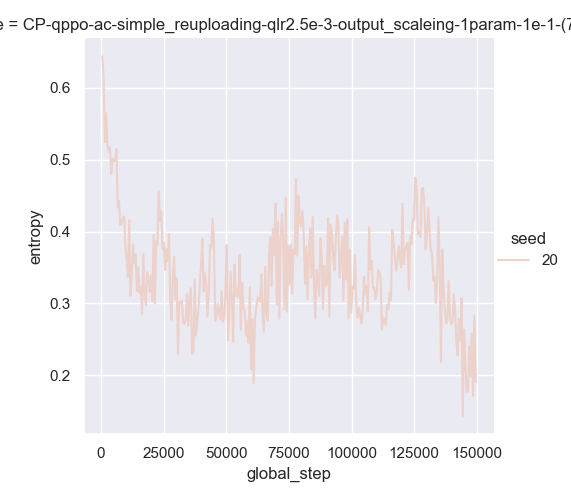 e = CP-qppo-ac-simple_reuploading-qlr2.5e-3-output_scaleing-1param-1e-1-(7
0.6
0.5
0.4
0.3
0.2
entropy
0 25000 50000 75000 100000 125000 150000
global_step
seed
20